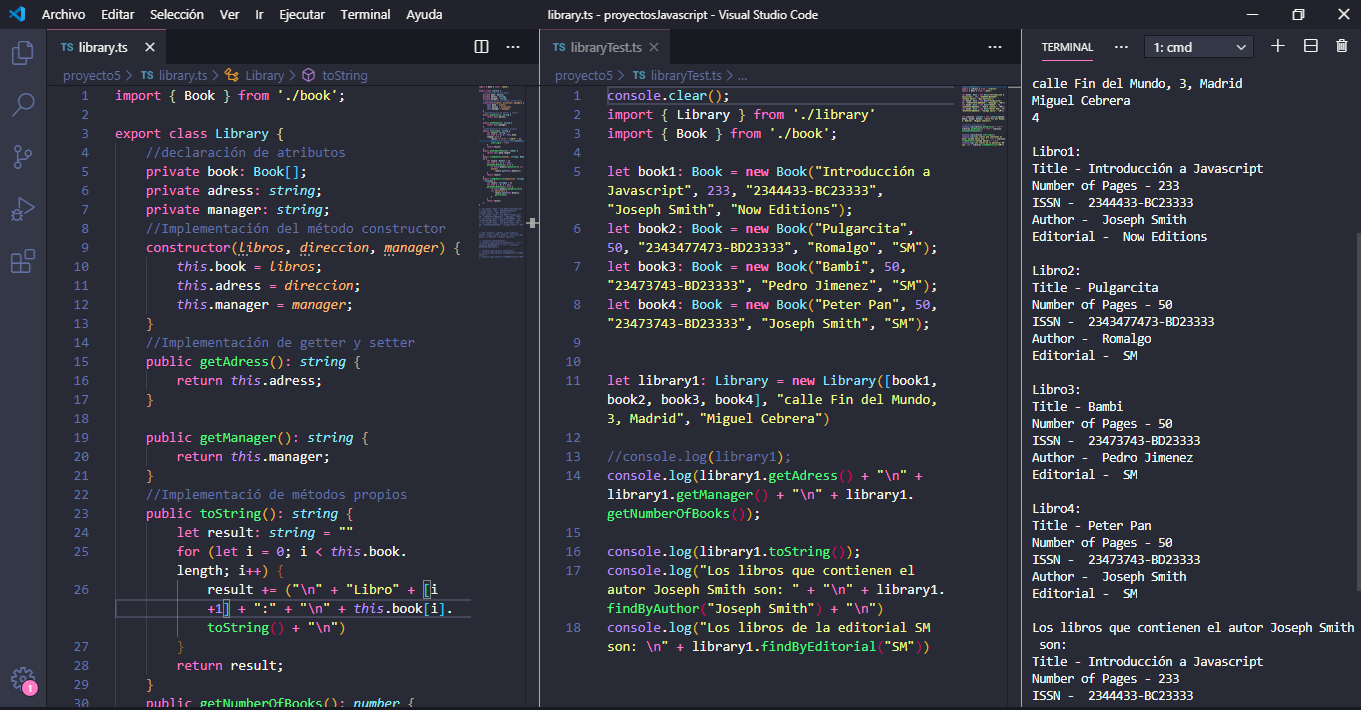 Archivo Editar Selección Ver Ir Ejecutar Terminal Ayuda library.ts - proyectosJavascript - Visual Studio Code
TS library.ts
proyecto5 > TS library.ts > Library > toString
1 import { Book } from './book';
2
3 export class Library {
4 //declaración de atributos
5 private book: Book[];
6 private adress: string;
7 private manager: string;
8 //Implementación del método constructor
9 constructor(libros, direccion, manager) {
10 this.book = libros;
11 this.adress = direccion;
12 this.manager = manager;
13 }
14 //Implementación de getter y setter
15 public getAdress(): string {
16 return this.adress;
17 }
18
19 public getManager(): string {
20 return this.manager;
21 }
22 //Implementació de métodos propios
23 public toString(): string {
24 let result: string = ""
25 for (let i = 0; i < this.book.
length; i++) {
26 result += ("\n" + "Libro" + [i
+1] + ":" + "\n" + this.book[i].
toString() + "\n")
27 }
28 return result;
29 }
30 public getNumberOfBooks(): number {
1
TS libraryTest.ts
proyecto5 > TS libraryTest.ts > ...
1 console.clear();
2 import { Library } from './library'
3 import { Book } from './book';
4
5 let book1: Book = new Book("Introducción a
Javascript", 233, "2344433-BC23333",
"Joseph Smith", "Now Editions");
6 let book2: Book = new Book("Pulgarcita",
50, "2343477473-BD23333", "Romalgo", "SM");
7 let book3: Book = new Book("Bambi", 50,
"23473743-BD23333", "Pedro Jimenez", "SM");
8 let book4: Book = new Book("Peter Pan", 50,
"23473743-BD23333", "Joseph Smith", "SM");
9
10
11 let library1: Library = new Library([book1,
book2, book3, book4], "calle Fin del Mundo,
3, Madrid", "Miguel Cebrera")
12
13 //console.log(library1);
14 console.log(library1.getAdress() + "\n" +
library1.getManager() + "\n" + library1.
getNumberOfBooks());
15
16 console.log(library1.toString());
17 console.log("Los libros que contienen el
autor Joseph Smith son: " + "\n" + library1.
findByAuthor("Joseph Smith") + "\n")
18 console.log("Los libros de la editorial SM
son: \n" + library1.findByEditorial("SM"))
TERMINAL ... 1: cmd
calle Fin del Mundo, 3, Madrid
Miguel Cebrera
4
Libro1:
Title - Introducción a Javascript
Number of Pages - 233
ISSN - 2344433-BC23333
Author - Joseph Smith
Editorial - Now Editions
Libro2:
Title - Pulgarcita
Number of Pages - 50
ISSN - 2343477473-BD23333
Author - Romalgo
Editorial - SM
Libro3:
Title - Bambi
Number of Pages - 50
ISSN - 23473743-BD23333
Author - Pedro Jimenez
Editorial - SM
Libro4:
Title - Peter Pan
Number of Pages - 50
ISSN - 23473743-BD23333
Author - Joseph Smith
Editorial - SM
Los libros que contienen el autor Joseph Smith
son:
Title - Introducción a Javascript
Number of Pages - 233
ISSN - 2344433-BC23333